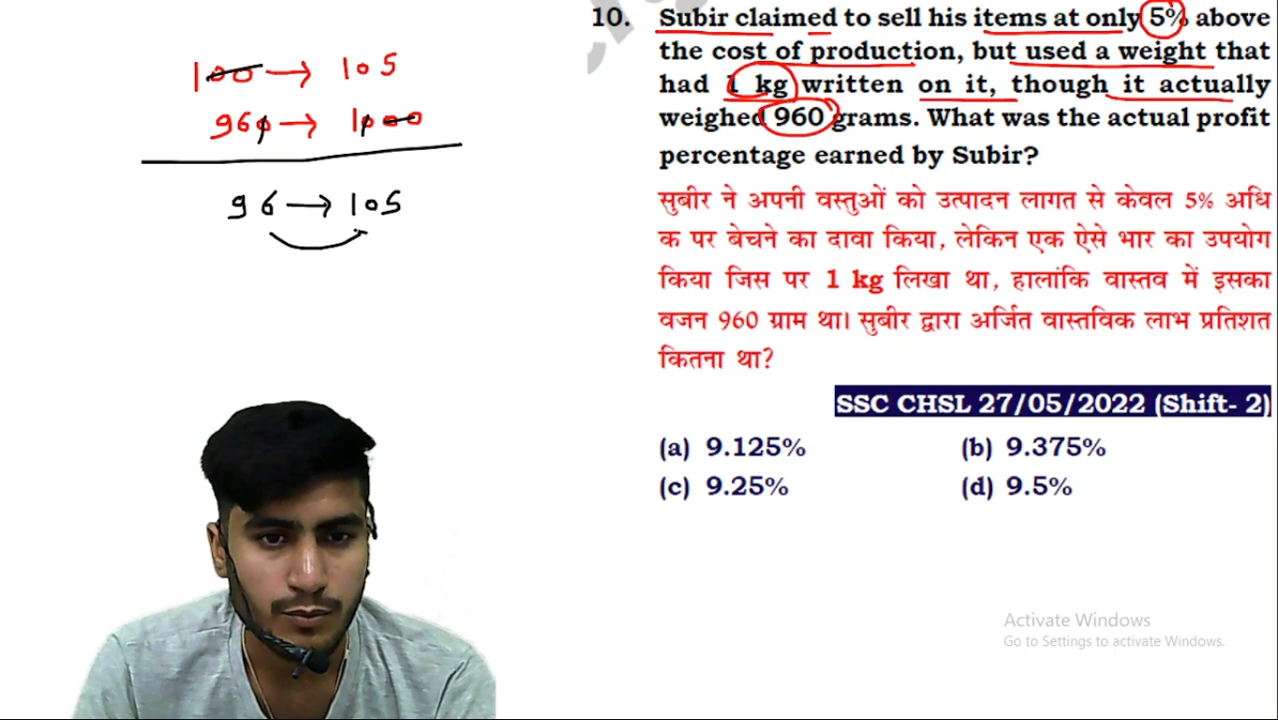 10. Subir claimed to sell his items at only 5% above
the cost of production, but used a weight that
had 1 kg written on it, though it actually
weighed 960 grams. What was the actual profit
percentage earned by Subir?
सुबीर ने अपनी वस्तुओं को उत्पादन लागत से केवल 5% अधि
क पर बेचने का दावा किया, लेकिन एक ऐसे भार का उपयोग
किया जिस पर 1 kg लिखा था, हालांकि वास्तव में इसका
वजन 960 ग्राम था। सुबीर द्वारा अर्जित वास्तविक लाभ प्रतिशत
कितना था?
SSC CHSL 27/05/2022 (Shift- 2)
(a) 9.125% (b) 9.375%
(c) 9.25% (d) 9.5%
100 → 105
960 → 1000
96 → 105
Activate Windows
Go to Settings to activate Windows.